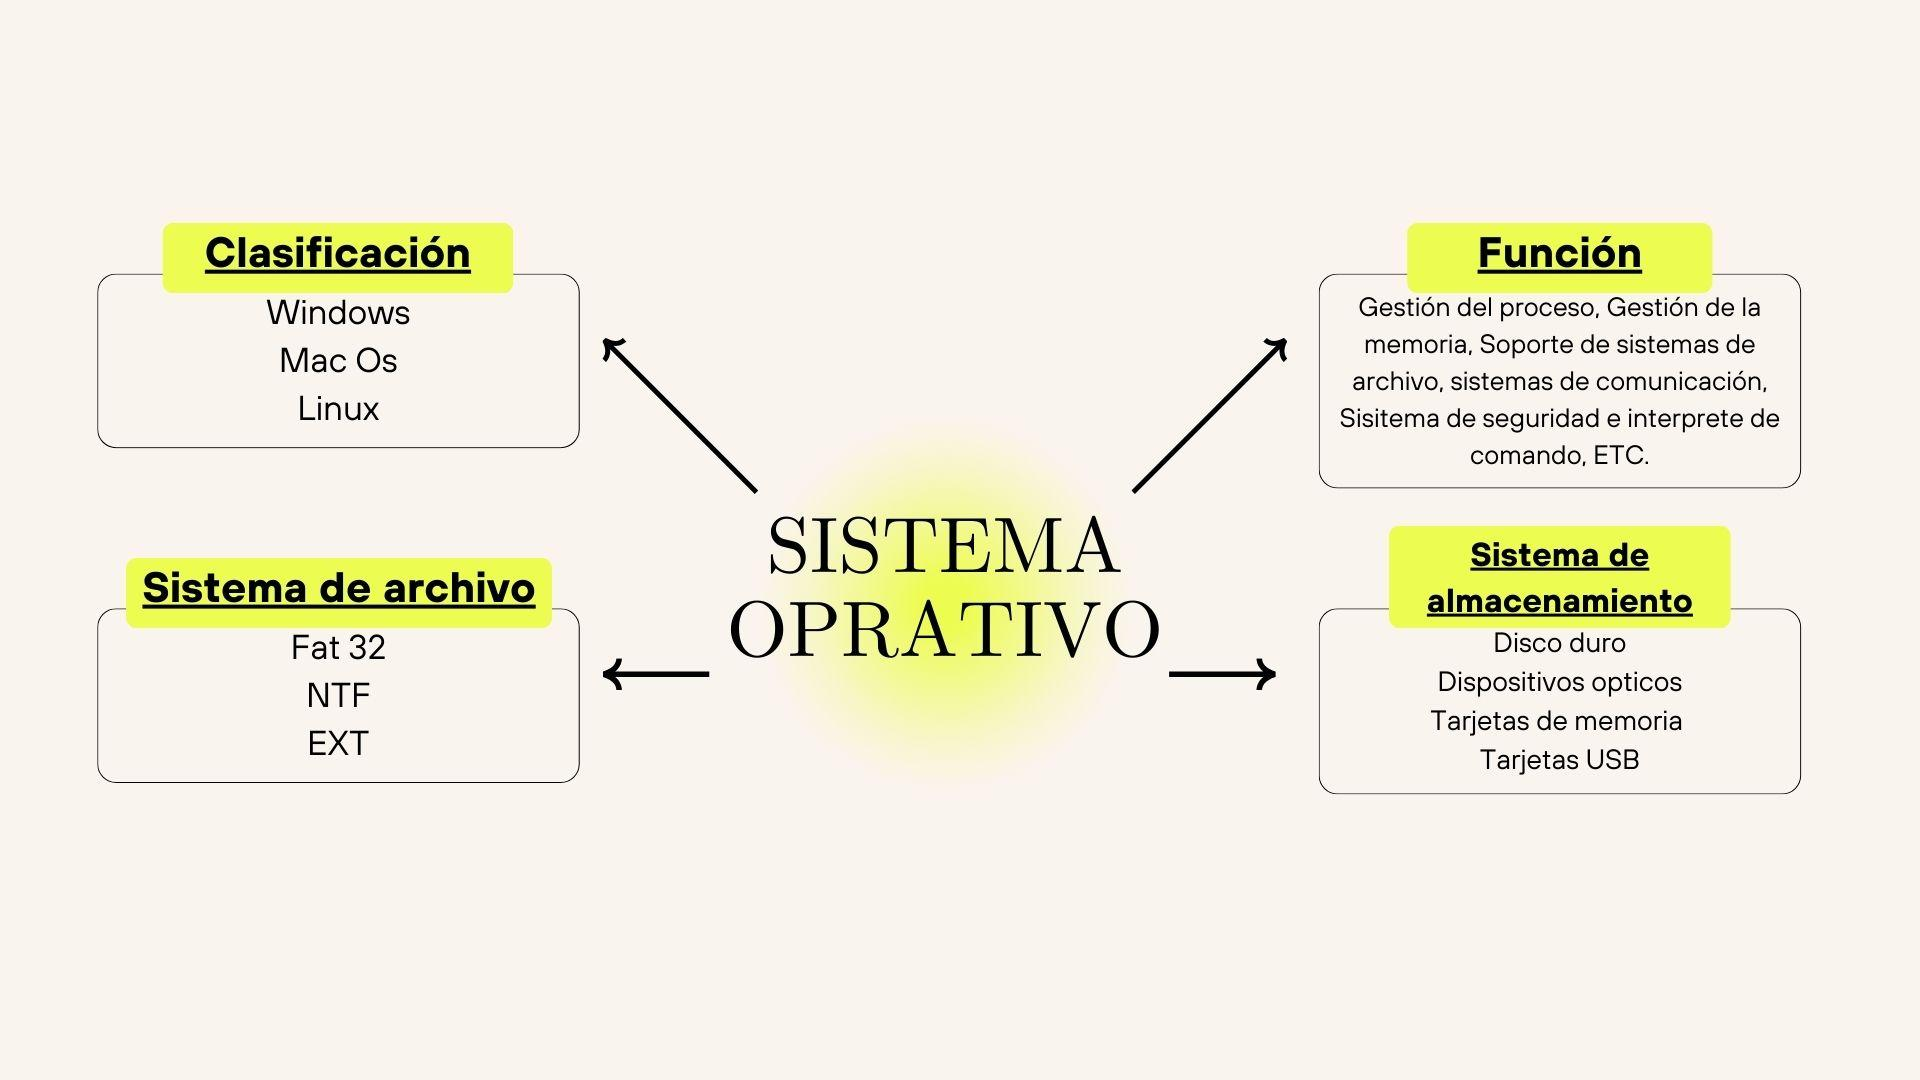 Clasificación
Windows
Mac Os
Linux
Función
Gestión del proceso, Gestión de la
memoria, Soporte de sistemas de
archivo, sistemas de comunicación,
Sisitema de seguridad e interprete de
comando, ETC.
SISTEMA
OPRATIVO
Sistema de archivo
Fat 32
NTF
EXT
Sistema de
almacenamiento
Disco duro
Dispositivos opticos
Tarjetas de memoria
Tarjetas USB